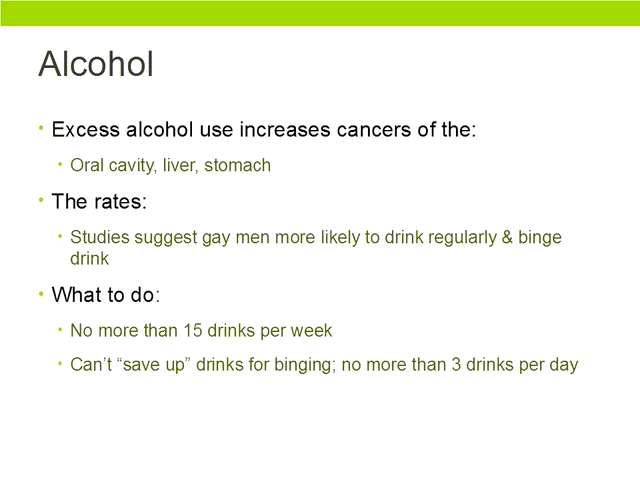 Alcohol
• Excess alcohol use increases cancers of the:
• Oral cavity, liver, stomach
• The rates:
• Studies suggest gay men more likely to drink regularly & binge
drink
• What to do:
• No more than 15 drinks per week
• Can’t “save up” drinks for binging; no more than 3 drinks per day